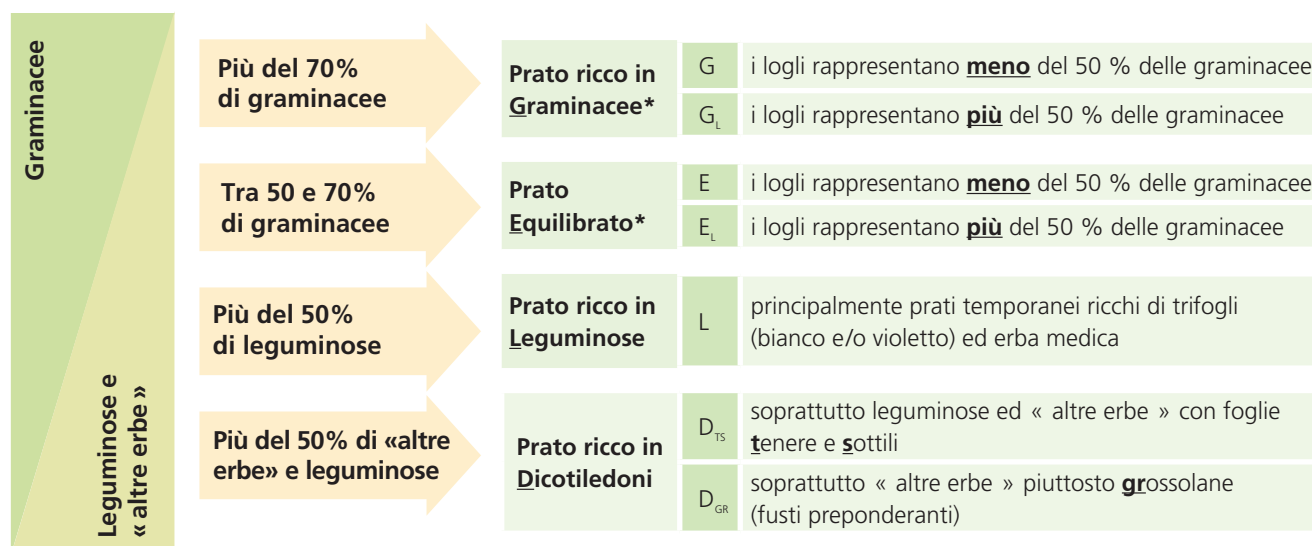 Graminacee
Leguminose e
« altre erbe »
Più del 70%
di graminacee
Prato ricco in
Graminacee*
G
i logli rappresentano meno del 50 % delle graminacee
GL
i logli rappresentano più del 50 % delle graminacee
Tra 50 e 70%
di graminacee
Prato
Equilibrato*
E
i logli rappresentano meno del 50 % delle graminacee
EL
i logli rappresentano più del 50 % delle graminacee
Più del 50%
di leguminose
Prato ricco in
Leguminose
L
principalmente prati temporanei ricchi di trifogli
(bianco e/o violetto) ed erba medica
Più del 50% di «altre
erbe» e leguminose
Prato ricco in
Dicotiledoni
DTS
soprattutto leguminose ed « altre erbe » con foglie
tenere e sottili
DGR
soprattutto « altre erbe » piuttosto grossolane
(fusti preponderanti)